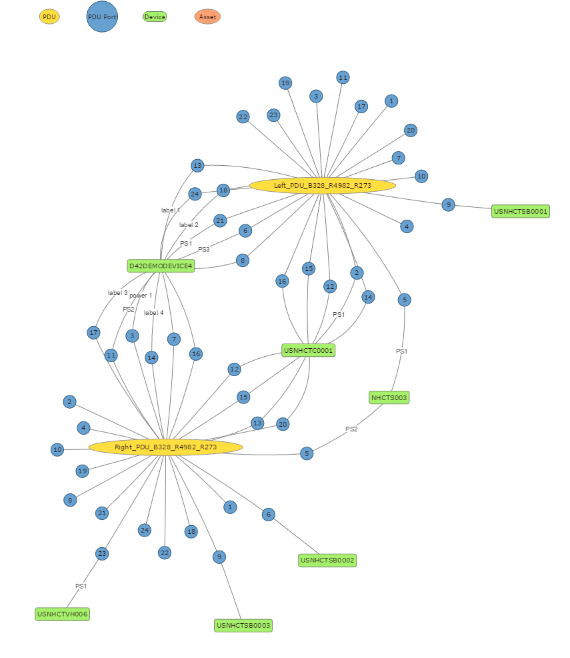 PDU
PDU Port
Device
Asset
11
19
3
1
17
22
23
20
7
13
10
Left_PDU_B328_R4982_R273
24
18
9
USNHCTSB0001
label 1
21
4
label 2
6
PS1
PS3
8
D42DEMODEVICE4
15
2
16
12
label 3
power 1
14
5
PS2
label 4
PS1
17
3
7
USNHCTC0001
PS1
11
14
16
12
15
NHCTS003
2
13
20
4
PS2
10
Right_PDU_B328_R4982_R273
5
19
8
1
21
6
24
18
22
23
9
USNHCTSB0002
PS1
USNHCTVH006
USNHCTSB0003